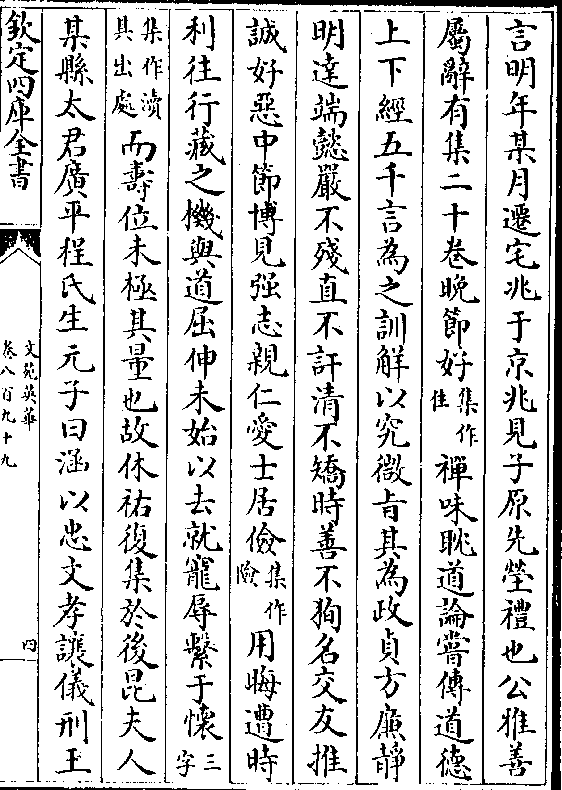 言明年某月遷宅兆于京兆見子原先塋禮也公雅善
屬辭有集二十卷晚節好集作佳禪味耽道論嘗傳道德
上下經五千言為之訓解以究微旨其為政貞方廉靜
明達端懿嚴不殘直不訐清不矯時善不狥名交友推
誠好惡中節博見强志親仁愛士居儉集作險用晦遭時
利往行藏之機與道屈伸未始以去就寵辱繫于懷三字
集作瀆具出處而壽位未極其量也故休祐復集於後昆夫人
某縣太君廣平程氏生元子曰涵以忠文孝讓儀刑王
欽定四庫全書
文苑英華
卷八百九十九
四